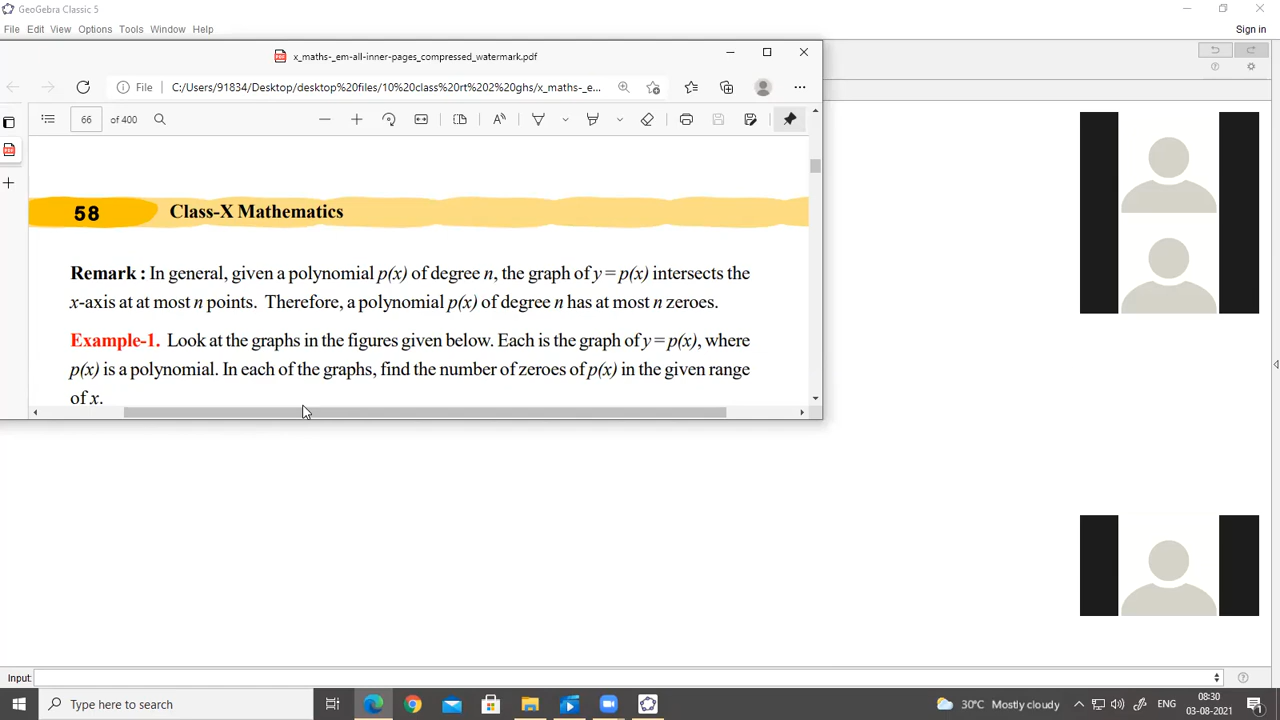 GeoGebra Classic 5
File Edit View Options Tools Window Help
Sign in
x_maths-_em-all-inner-pages_compressed_watermark.pdf
File C:/Users/91834/Desktop/desktop%20files/10%20class%20rt%202%20ghs/x_maths-_e...
66 of 400
58 Class-X Mathematics
Remark : In general, given a polynomial p(x) of degree n, the graph of y = p(x) intersects the
x-axis at at most n points. Therefore, a polynomial p(x) of degree n has at most n zeroes.
Example-1. Look at the graphs in the figures given below. Each is the graph of y = p(x), where
p(x) is a polynomial. In each of the graphs, find the number of zeroes of p(x) in the given range
of x.
Input:
Type here to search
30°C Mostly cloudy
ENG
08:30
03-08-2021
1